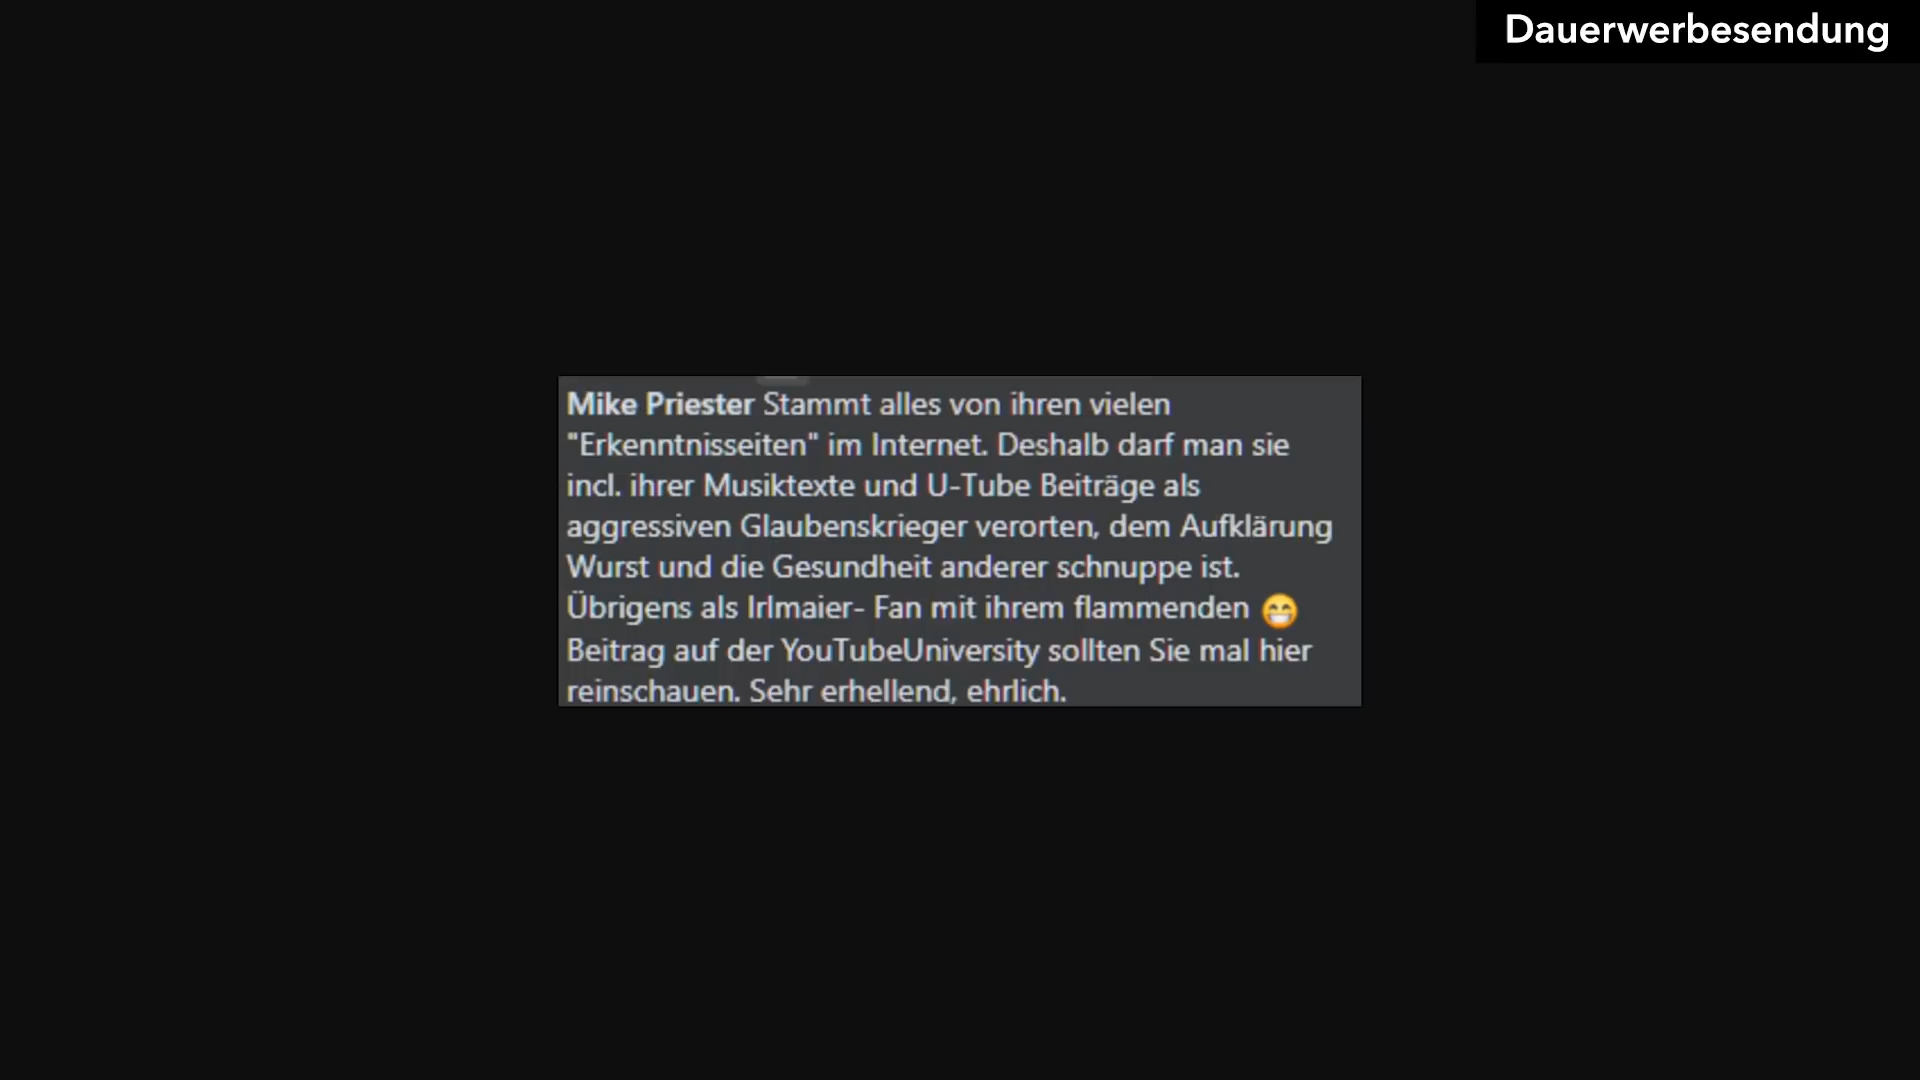 Dauerwerbesendung
Mike Priester Stammt alles von ihren vielen
"Erkenntnisseiten" im Internet. Deshalb darf man sie
incl. ihrer Musiktexte und U-Tube Beiträge als
aggressiven Glaubenskrieger verorten, dem Aufklärung
Wurst und die Gesundheit anderer schnuppe ist.
Übrigens als Irlmaier- Fan mit ihrem flammenden 😁
Beitrag auf der YouTubeUniversity sollten Sie mal hier
reinschauen. Sehr erhellend, ehrlich.